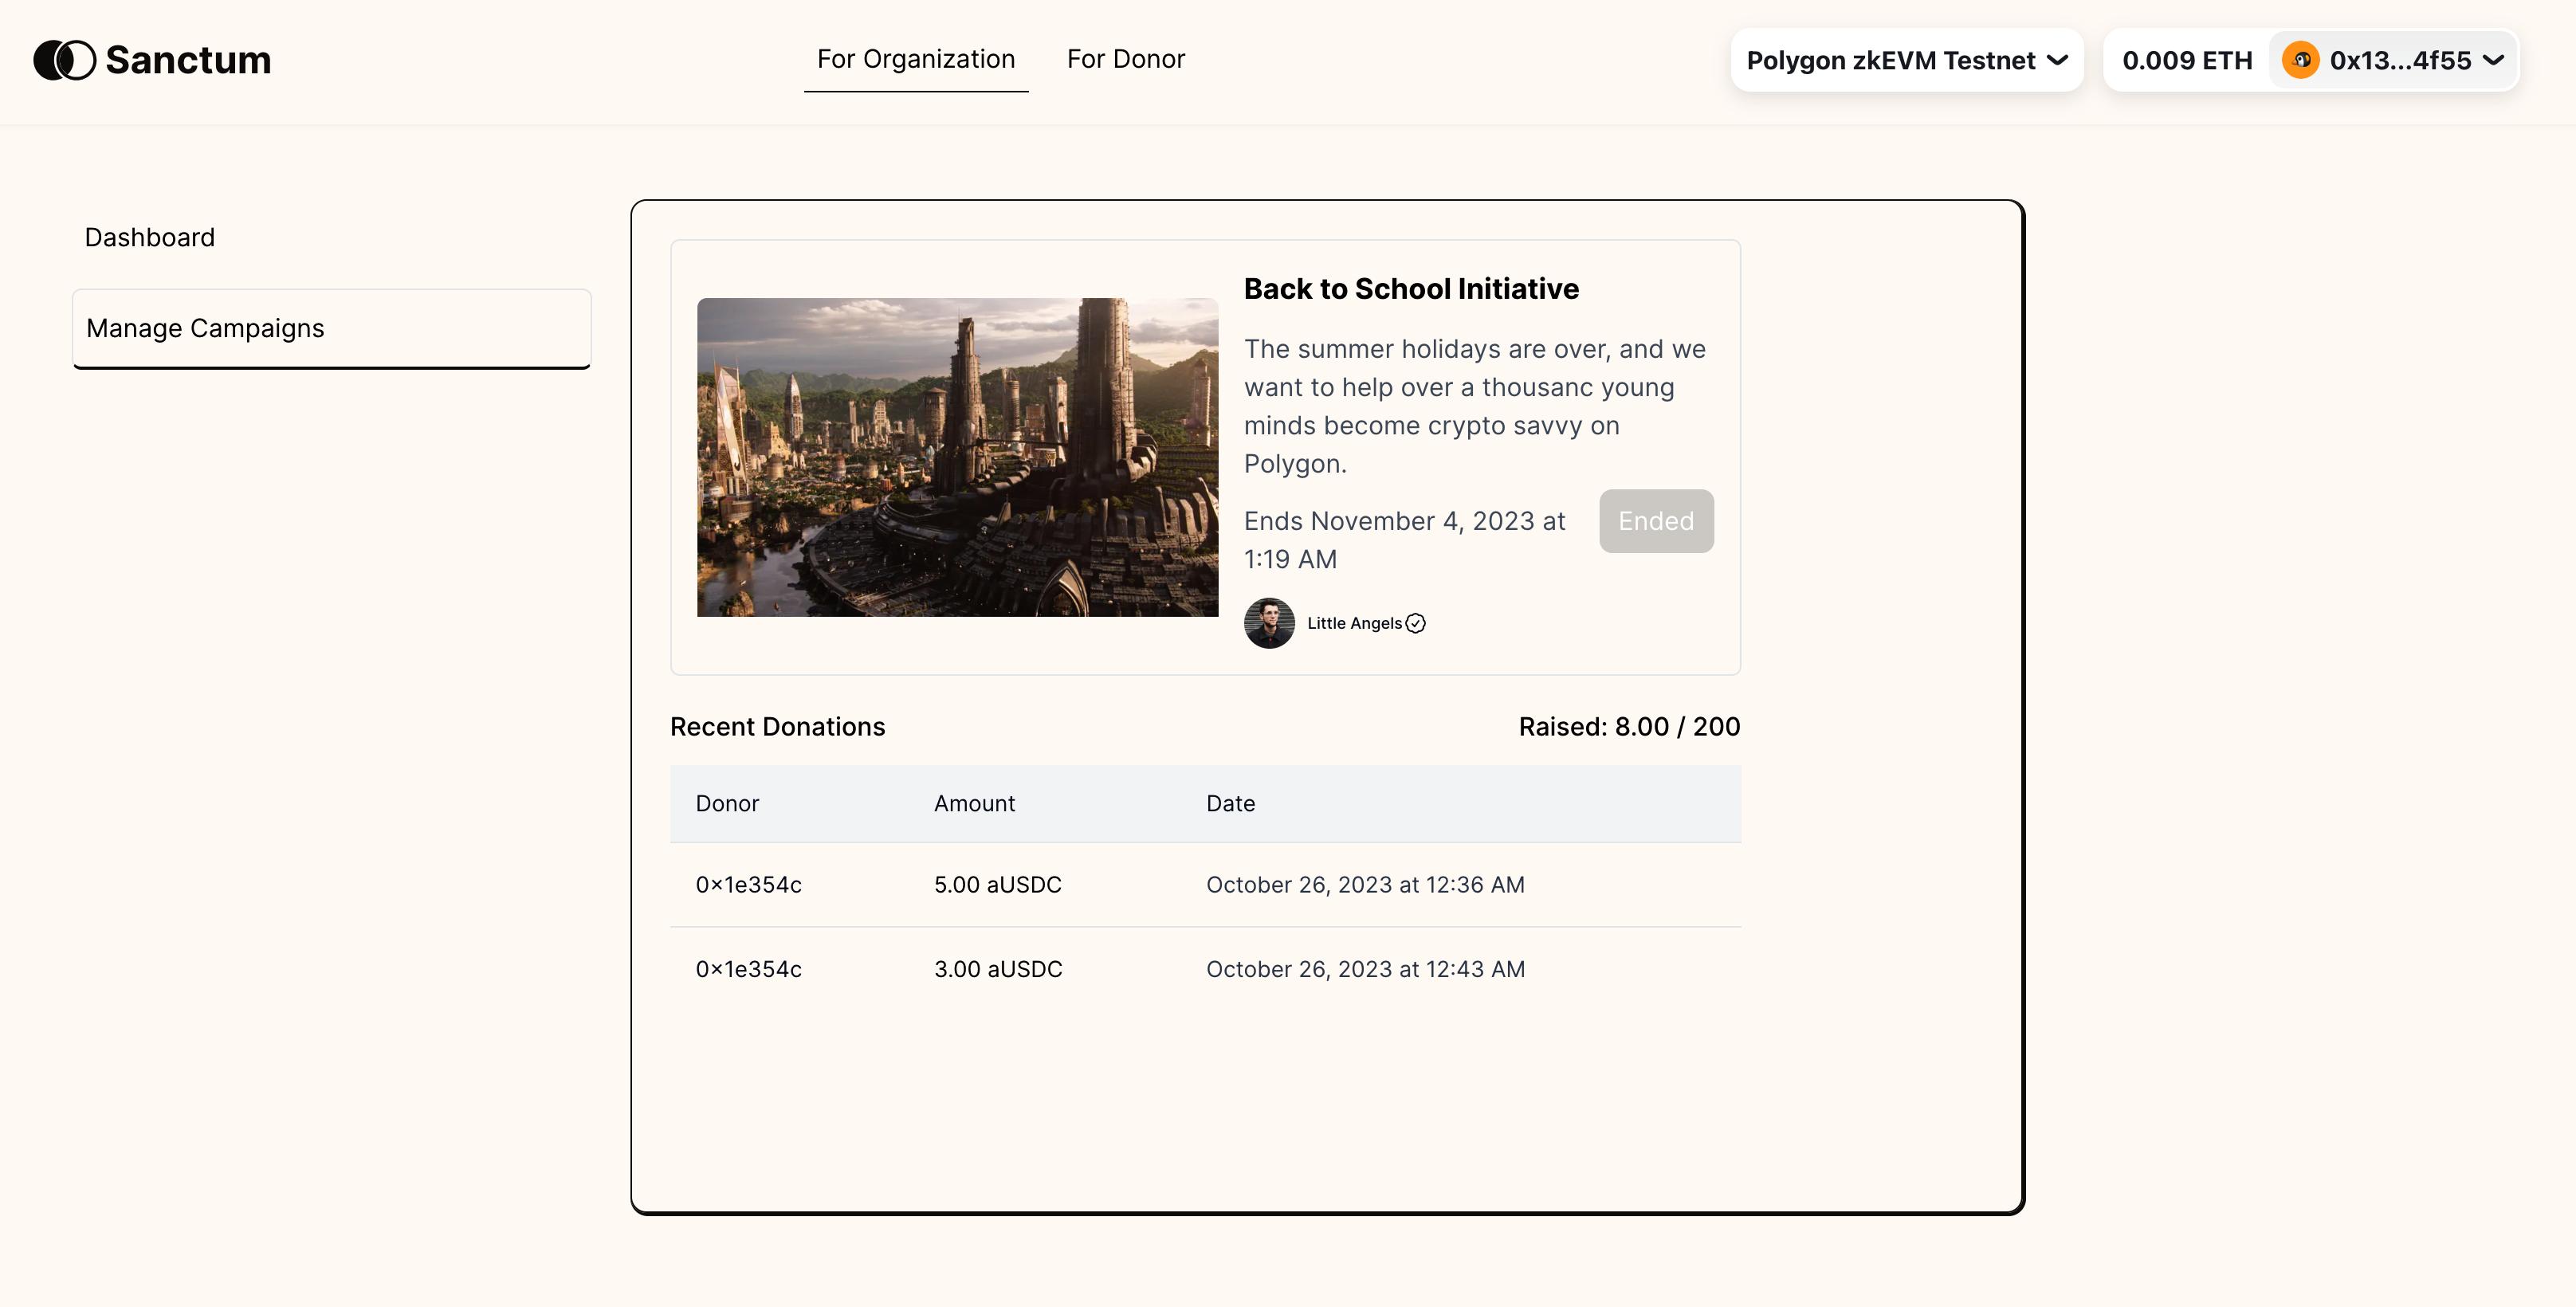 Sanctum
For Organization
For Donor
Polygon zkEVM Testnet
0.009 ETH
0x13...4f55
Dashboard
Manage Campaigns
Back to School Initiative
The summer holidays are over, and we
want to help over a thousanc young
minds become crypto savvy on
Polygon.
Ends November 4, 2023 at
1:19 AM
Ended
Little Angels
Recent Donations
Raised: 8.00 / 200
Donor Amount Date
0×1e354c 5.00 aUSDC October 26, 2023 at 12:36 AM
0×1e354c 3.00 aUSDC October 26, 2023 at 12:43 AM